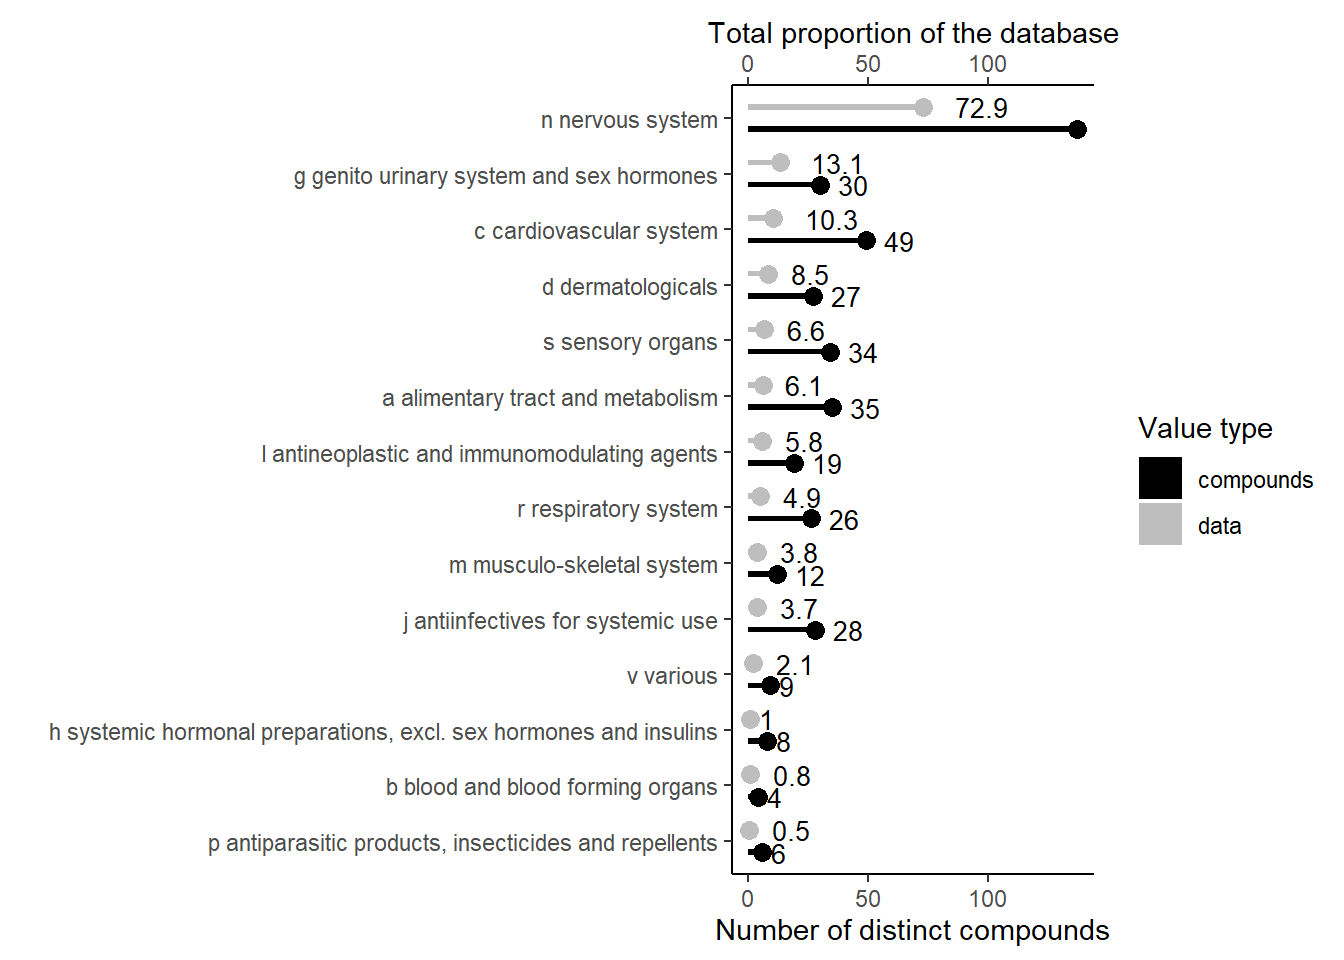 Total proportion of the database
0 50 100
n nervous system 72.9
g genito urinary system and sex hormones 13.1
30
c cardiovascular system 10.3
49
d dermatologicals 8.5
27
s sensory organs 6.6
34
a alimentary tract and metabolism 6.1
35
l antineoplastic and immunomodulating agents 5.8
19
r respiratory system 4.9
26
m musculo-skeletal system 3.8
12
j antiinfectives for systemic use 3.7
28
v various 2.1
9
h systemic hormonal preparations, excl. sex hormones and insulins 1
8
b blood and blood forming organs 0.8
4
p antiparasitic products, insecticides and repellents 0.5
6
0 50 100
Number of distinct compounds
Value type
compounds
data